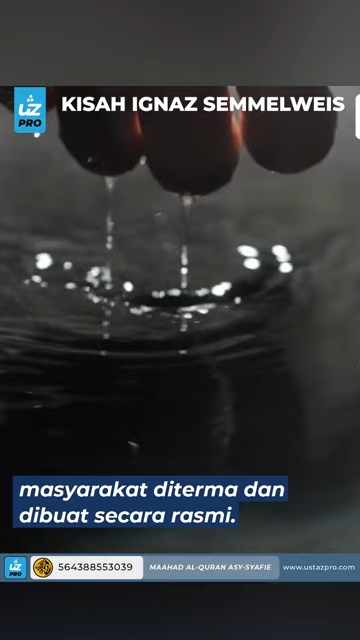 UZ
PRO
KISAH IGNAZ SEMMELWEIS
masyarakat diterma dan
dibuat secara rasmi.
UZ
PRO
564388553039
MAAHAD AL-QURAN ASY-SYAFIE
www.ustazpro.com